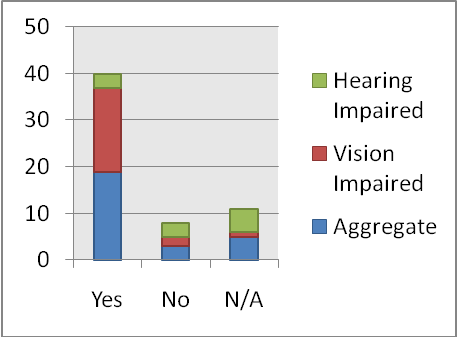 50
40
30
20
10
0
Yes No N/A
Hearing
Impaired
Vision
Impaired
Aggregate